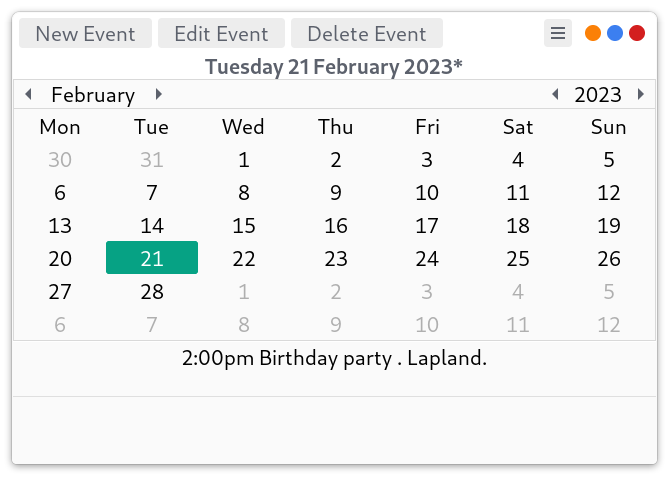 New Event Edit Event Delete Event
Tuesday 21 February 2023*
February 2023
Mon Tue Wed Thu Fri Sat Sun
30 31 1 2 3 4 5
6 7 8 9 10 11 12
13 14 15 16 17 18 19
20 21 22 23 24 25 26
27 28 1 2 3 4 5
6 7 8 9 10 11 12
2:00pm Birthday party . Lapland.